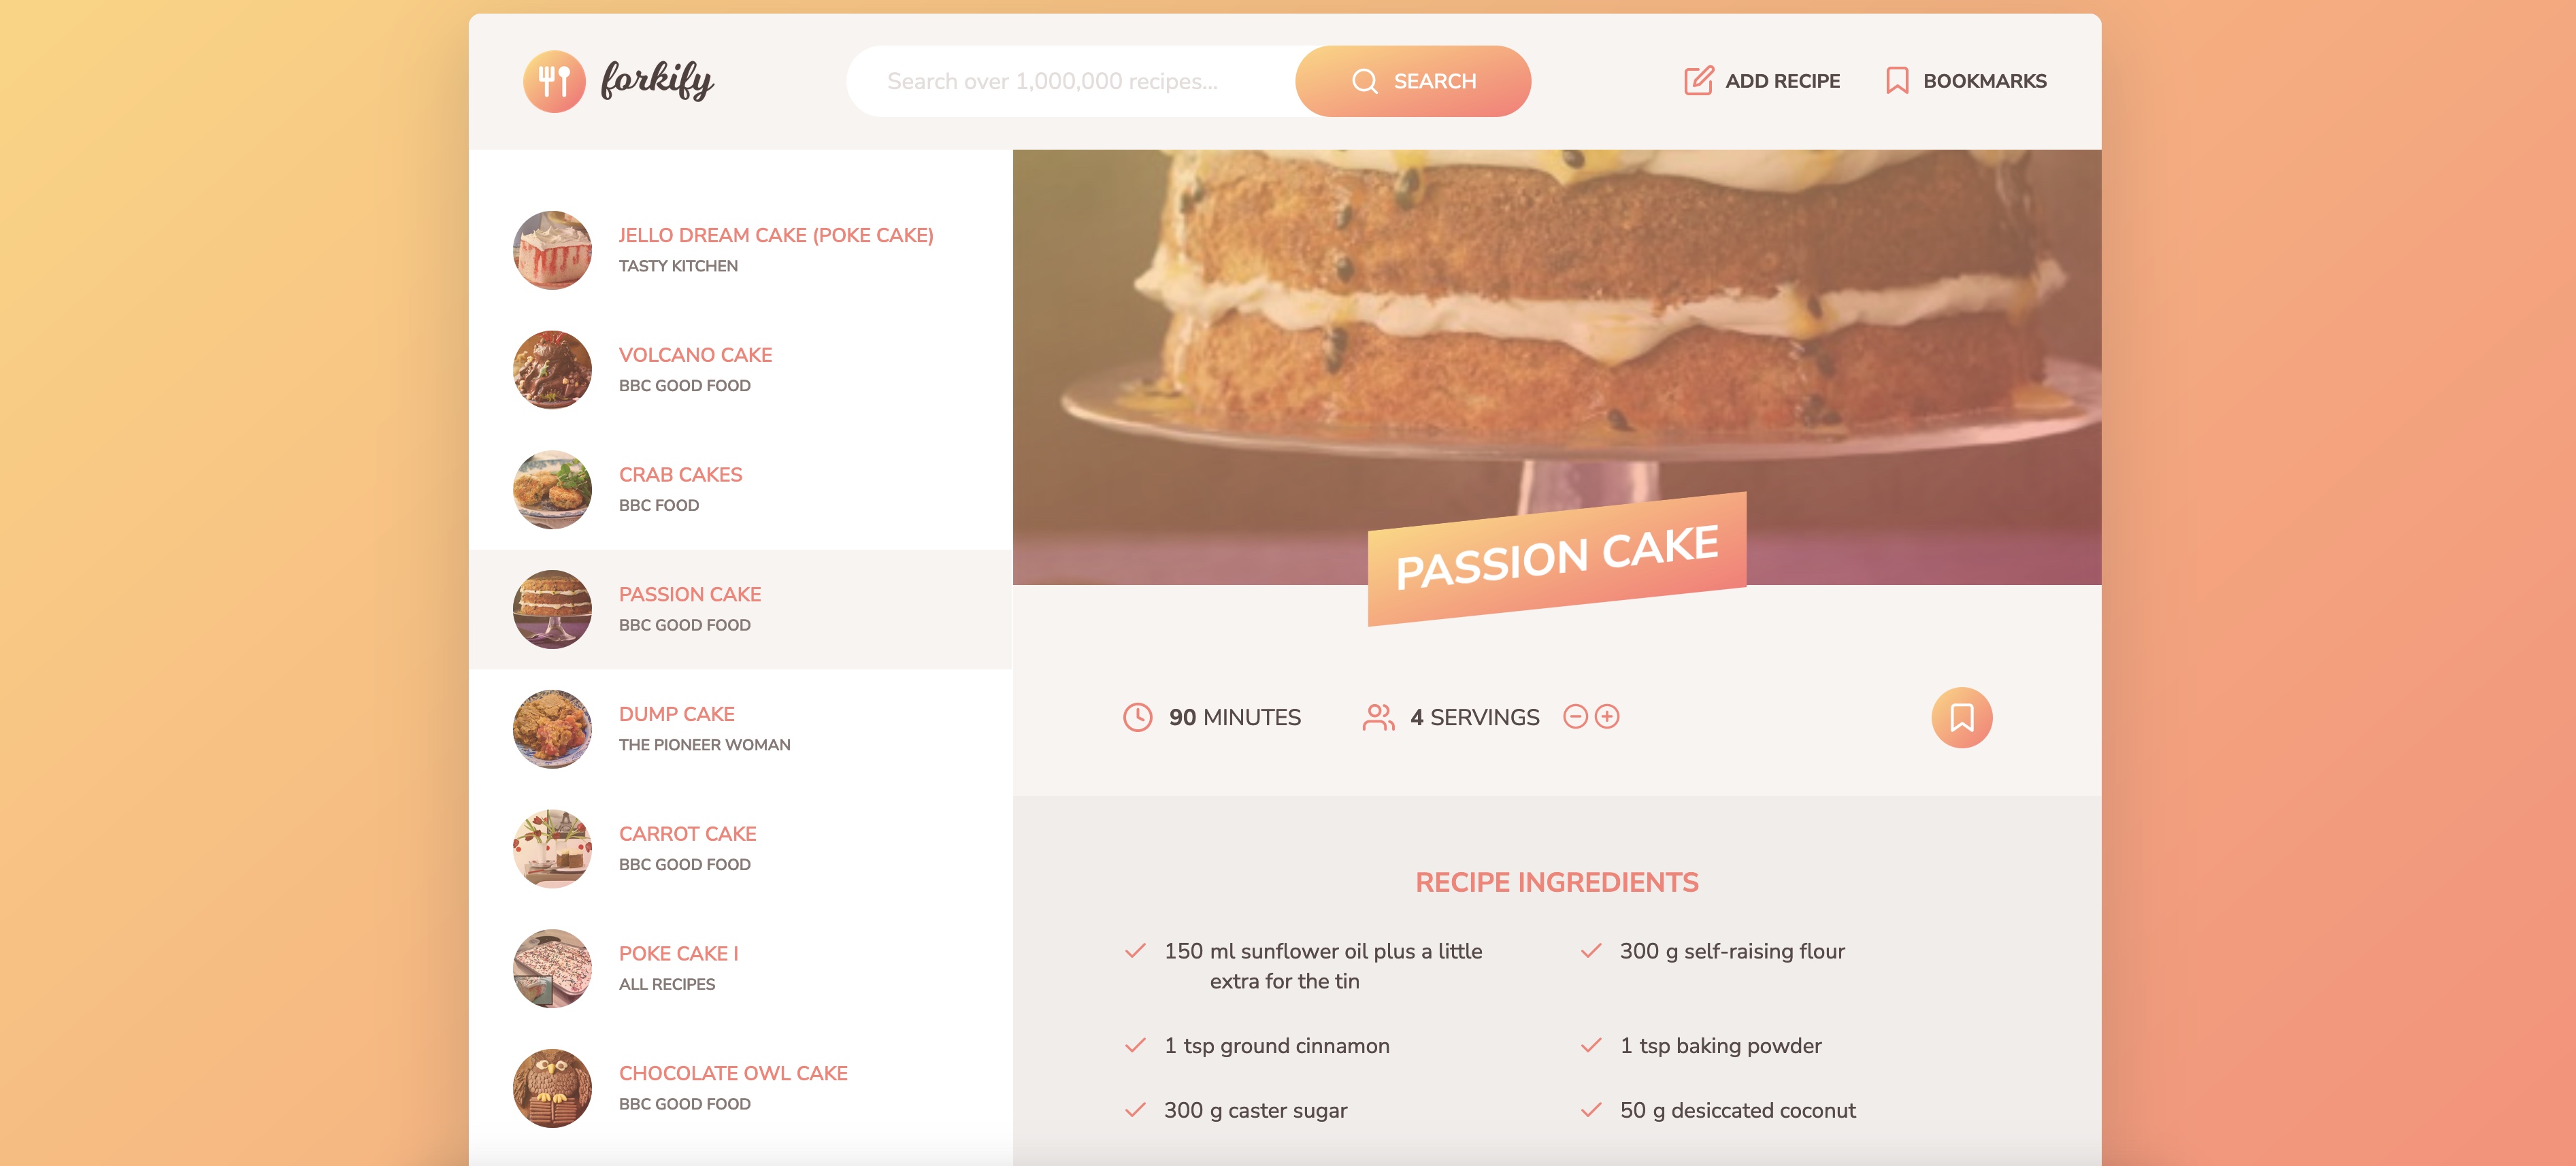 forkify
Search over 1,000,000 recipes...
SEARCH
ADD RECIPE
BOOKMARKS
JELLO DREAM CAKE (POKE CAKE)
TASTY KITCHEN
VOLCANO CAKE
BBC GOOD FOOD
CRAB CAKES
BBC FOOD
PASSION CAKE
BBC GOOD FOOD
DUMP CAKE
THE PIONEER WOMAN
CARROT CAKE
BBC GOOD FOOD
POKE CAKE I
ALL RECIPES
CHOCOLATE OWL CAKE
BBC GOOD FOOD
PASSION CAKE
90 MINUTES
4 SERVINGS
RECIPE INGREDIENTS
150 ml sunflower oil plus a little
extra for the tin
300 g self-raising flour
1 tsp ground cinnamon
1 tsp baking powder
300 g caster sugar
50 g desiccated coconut